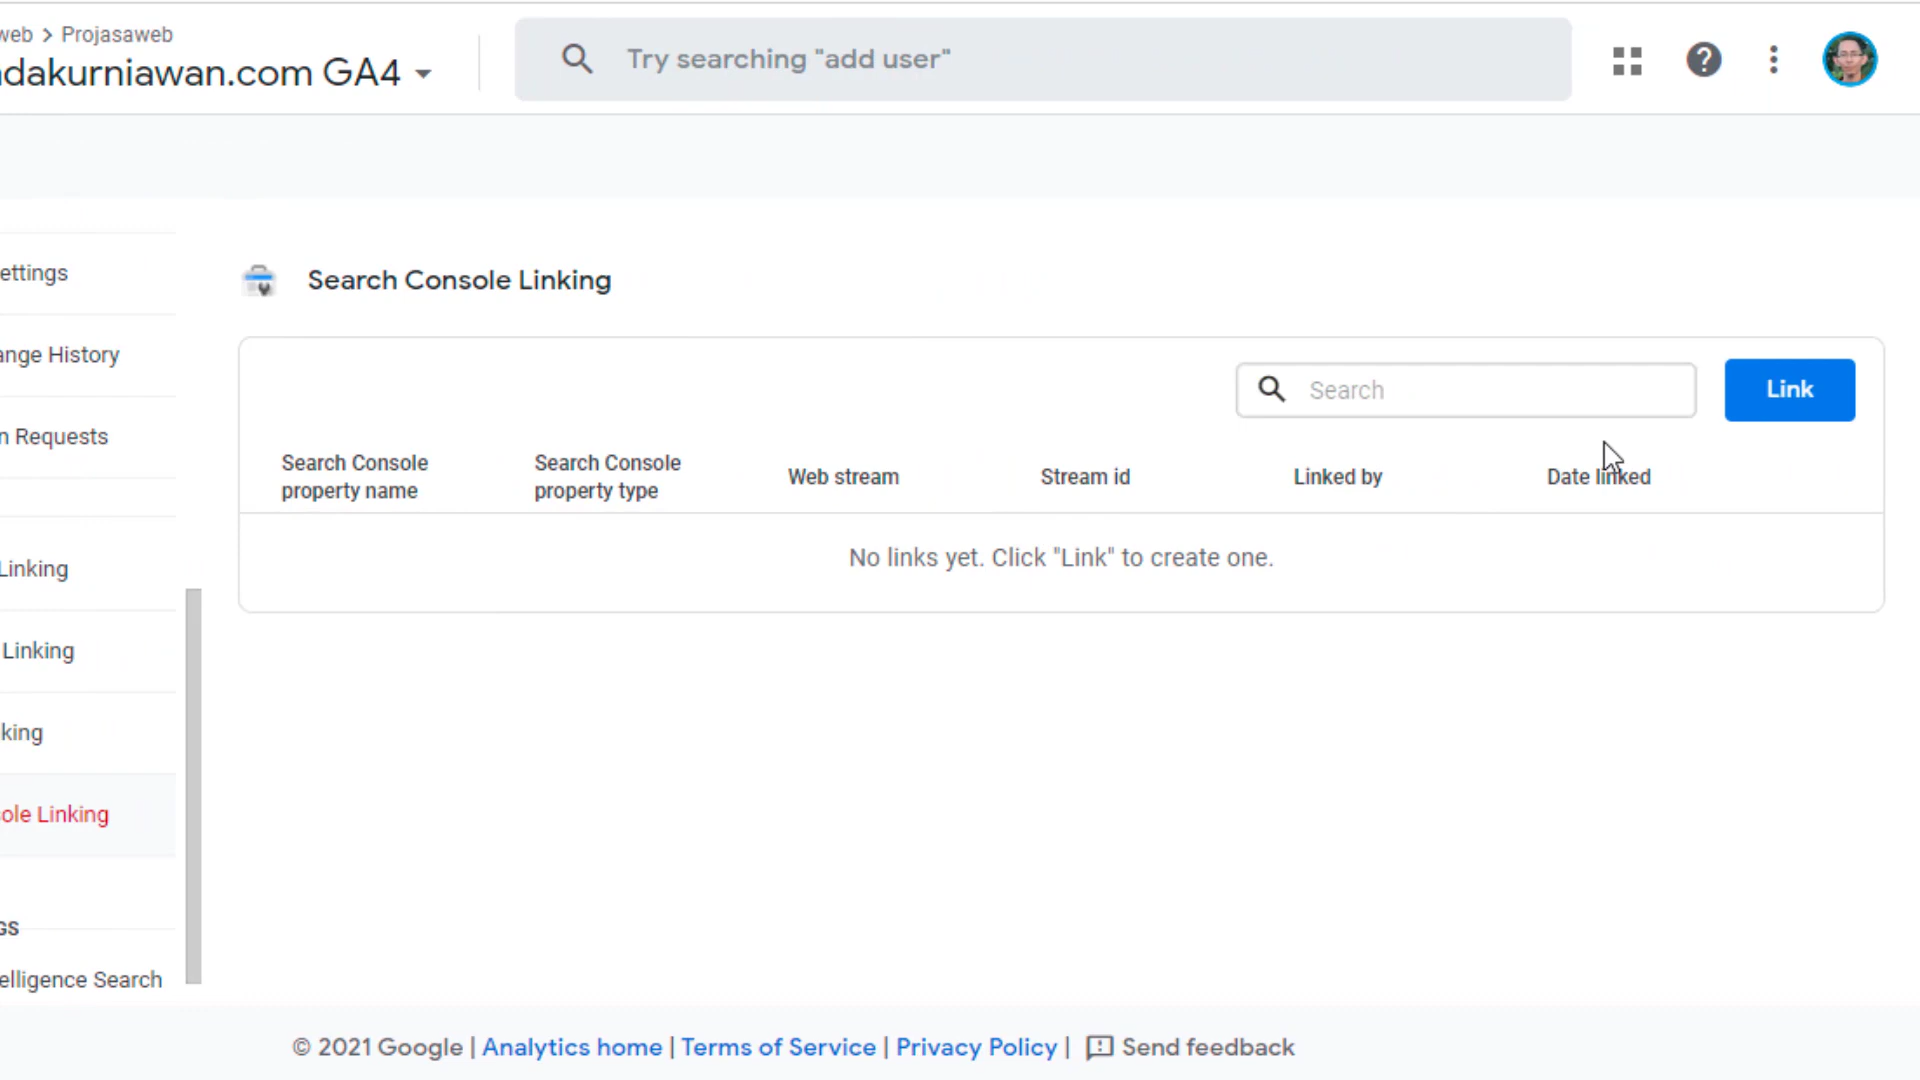 web > Projasaweb
dakurniawan.com GA4
Try searching "add user"
ettings
ange History
n Requests
Linking
Linking
king
ole Linking
GS
elligence Search
Search Console Linking
Search
Link
Search Console property name
Search Console property type
Web stream
Stream id
Linked by
Date linked
No links yet. Click "Link" to create one.
© 2021 Google | Analytics home | Terms of Service | Privacy Policy | Send feedback